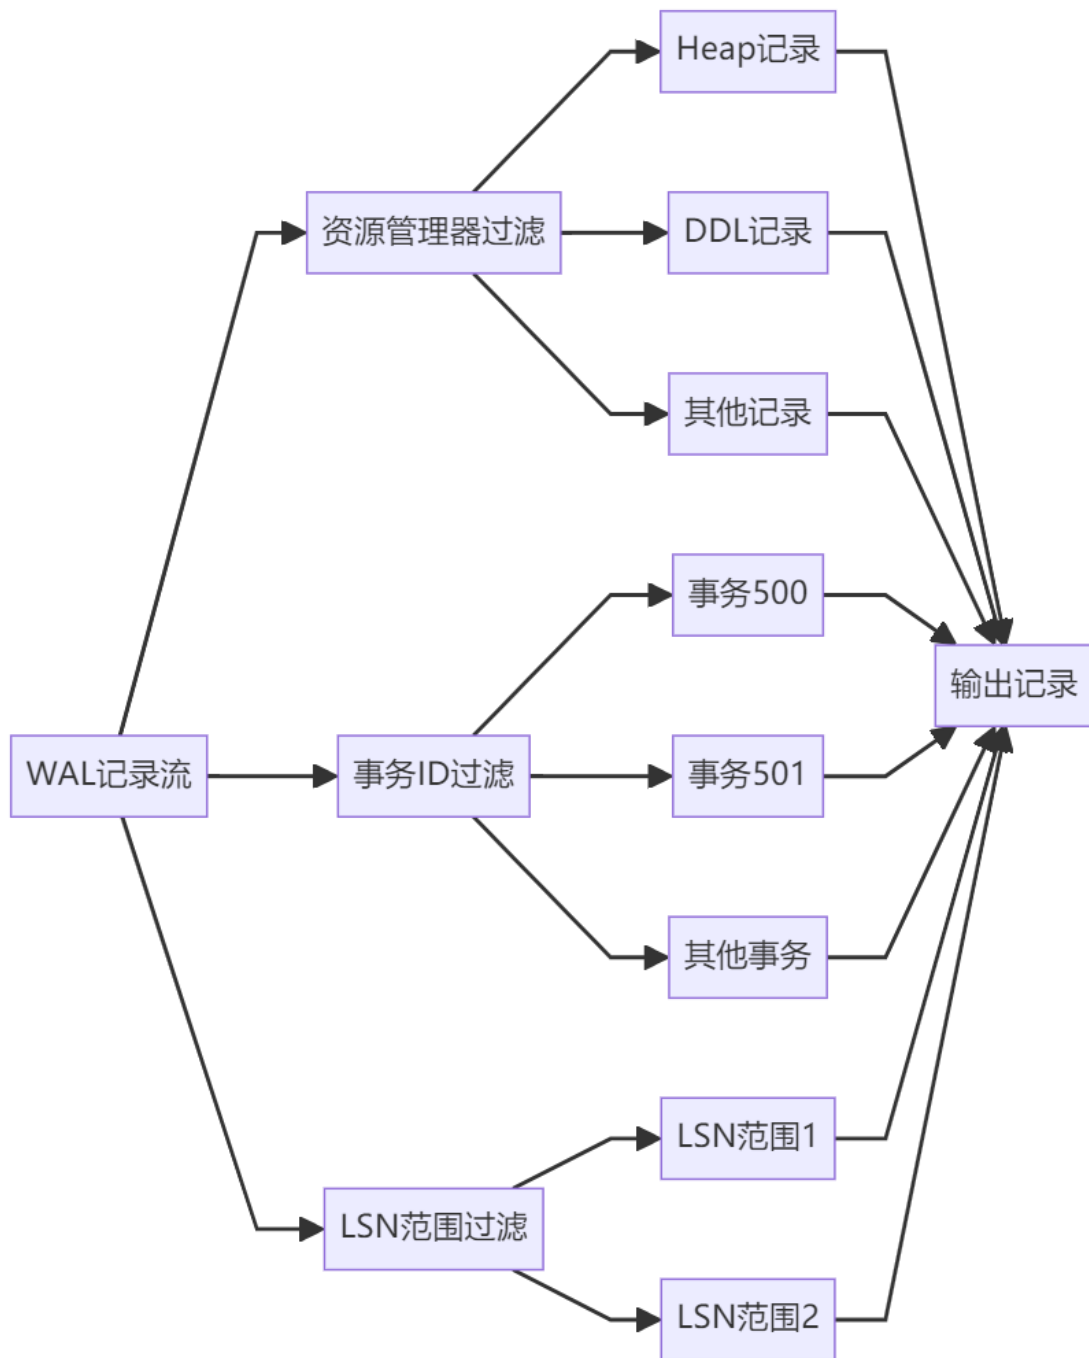 Heap记录
资源管理器过滤
DDL记录
其他记录
事务500
输出记录
WAL记录流
事务ID过滤
事务501
其他事务
LSN范围1
LSN范围过滤
LSN范围2